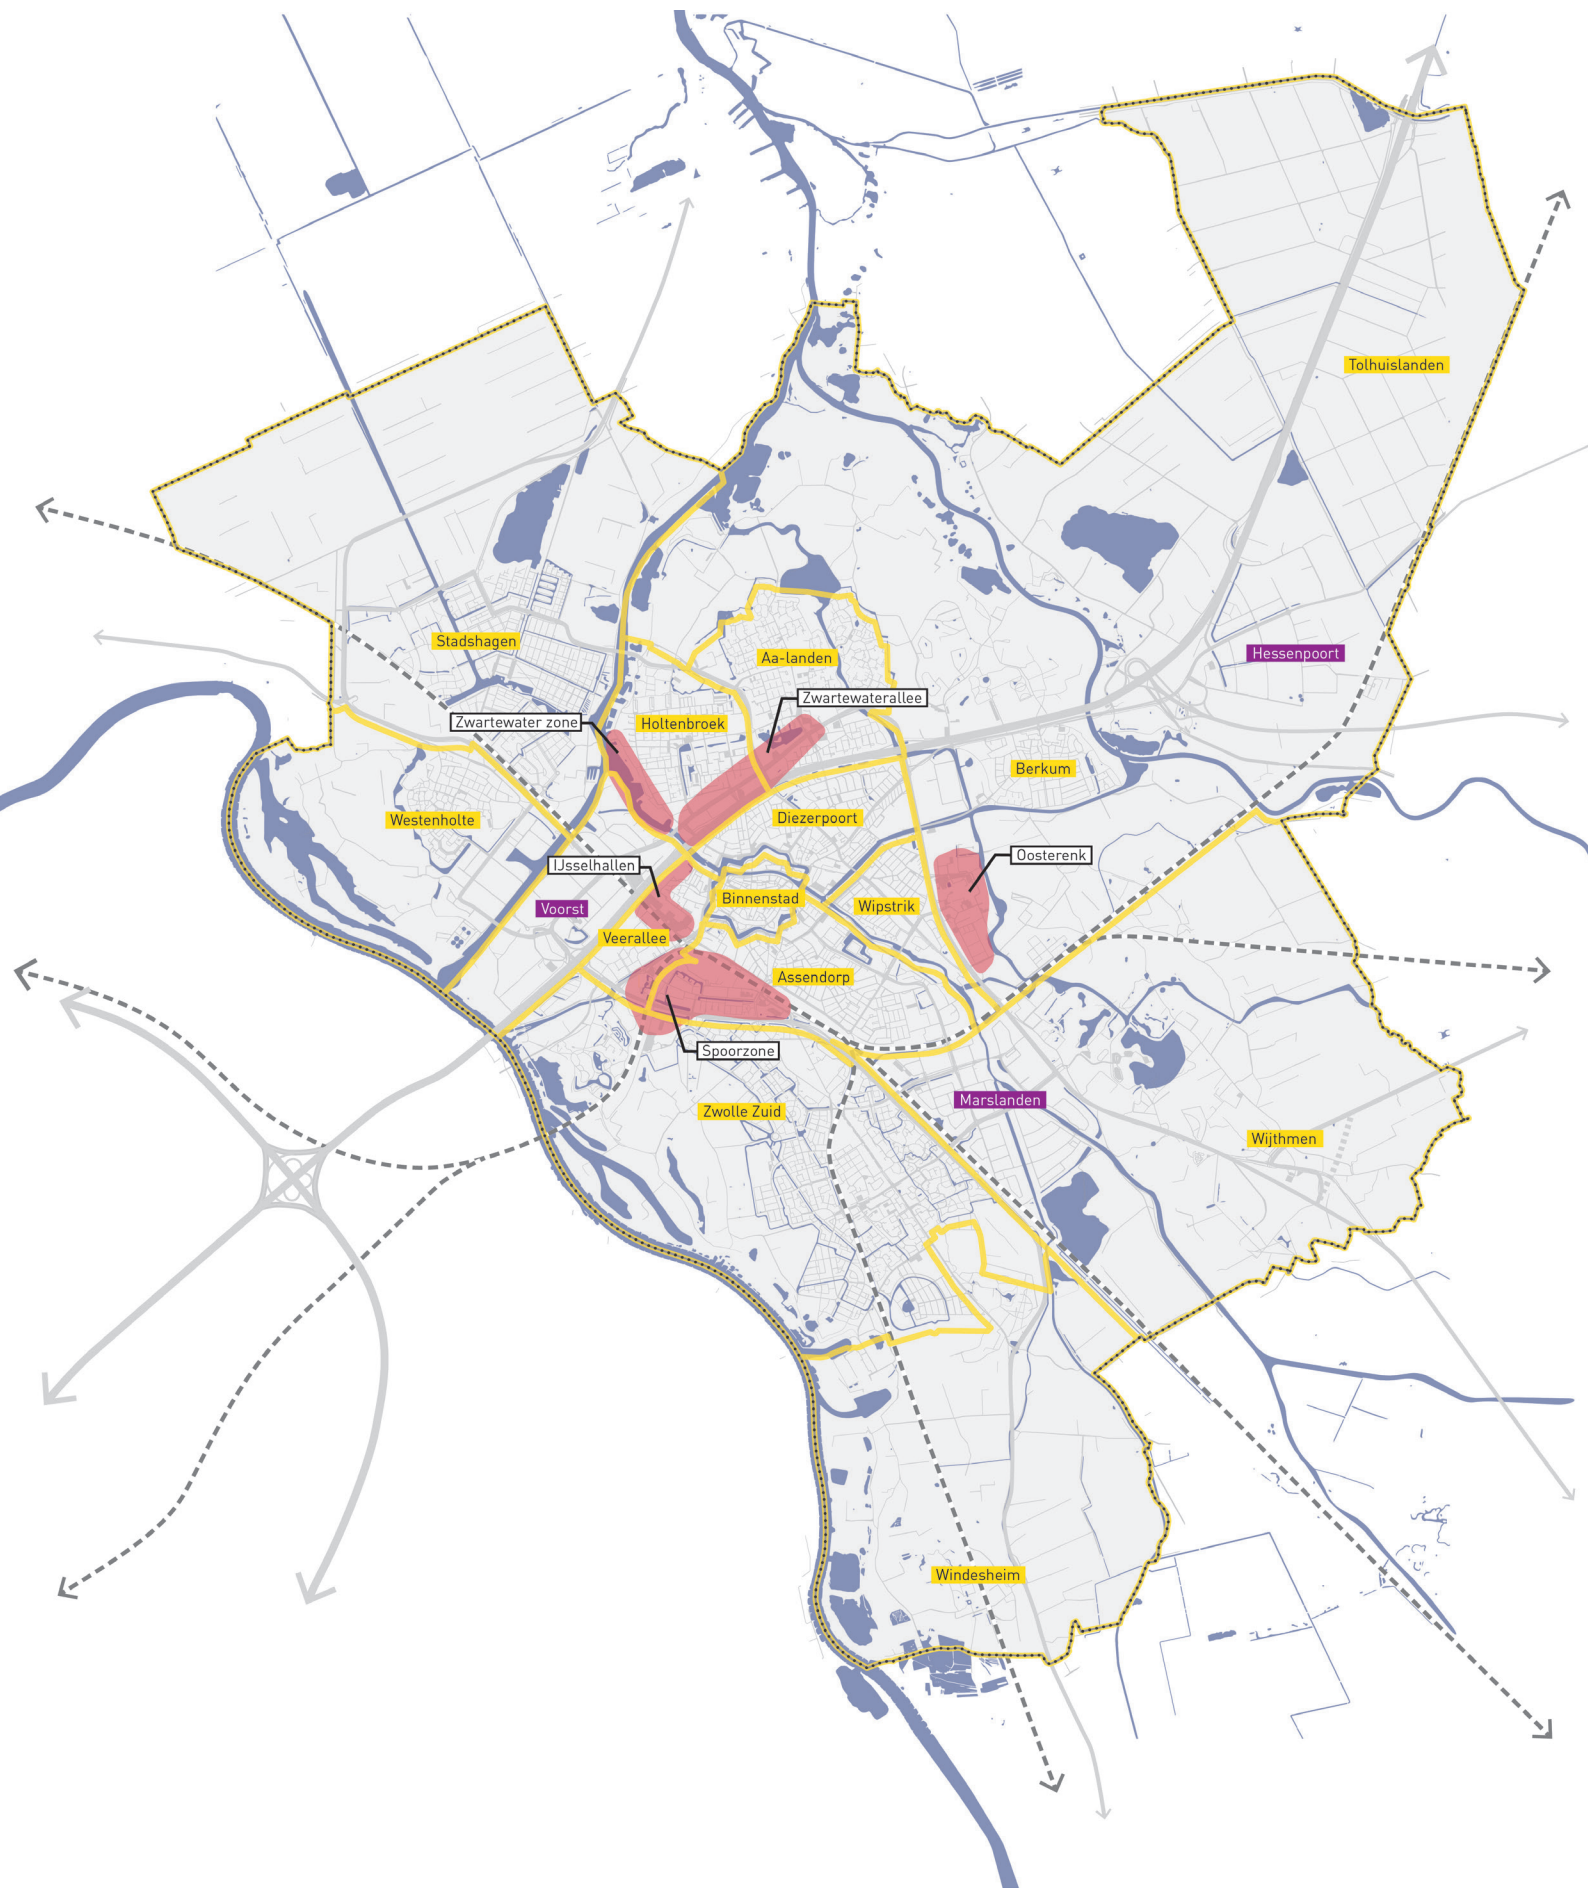 Tolhuislanden
Stadshagen
Hessenpoort
Aa-landen
Zwartewaterallee
Zwartewater zone
Holtenbroek
Berkum
Westenholte
Diezerpoort
Oosterenk
IJsselhallen
Binnenstad
Wipstrik
Voorst
Veerallee
Assendorp
Spoorzone
Marslanden
Zwolle Zuid
Wijthmen
Windesheim